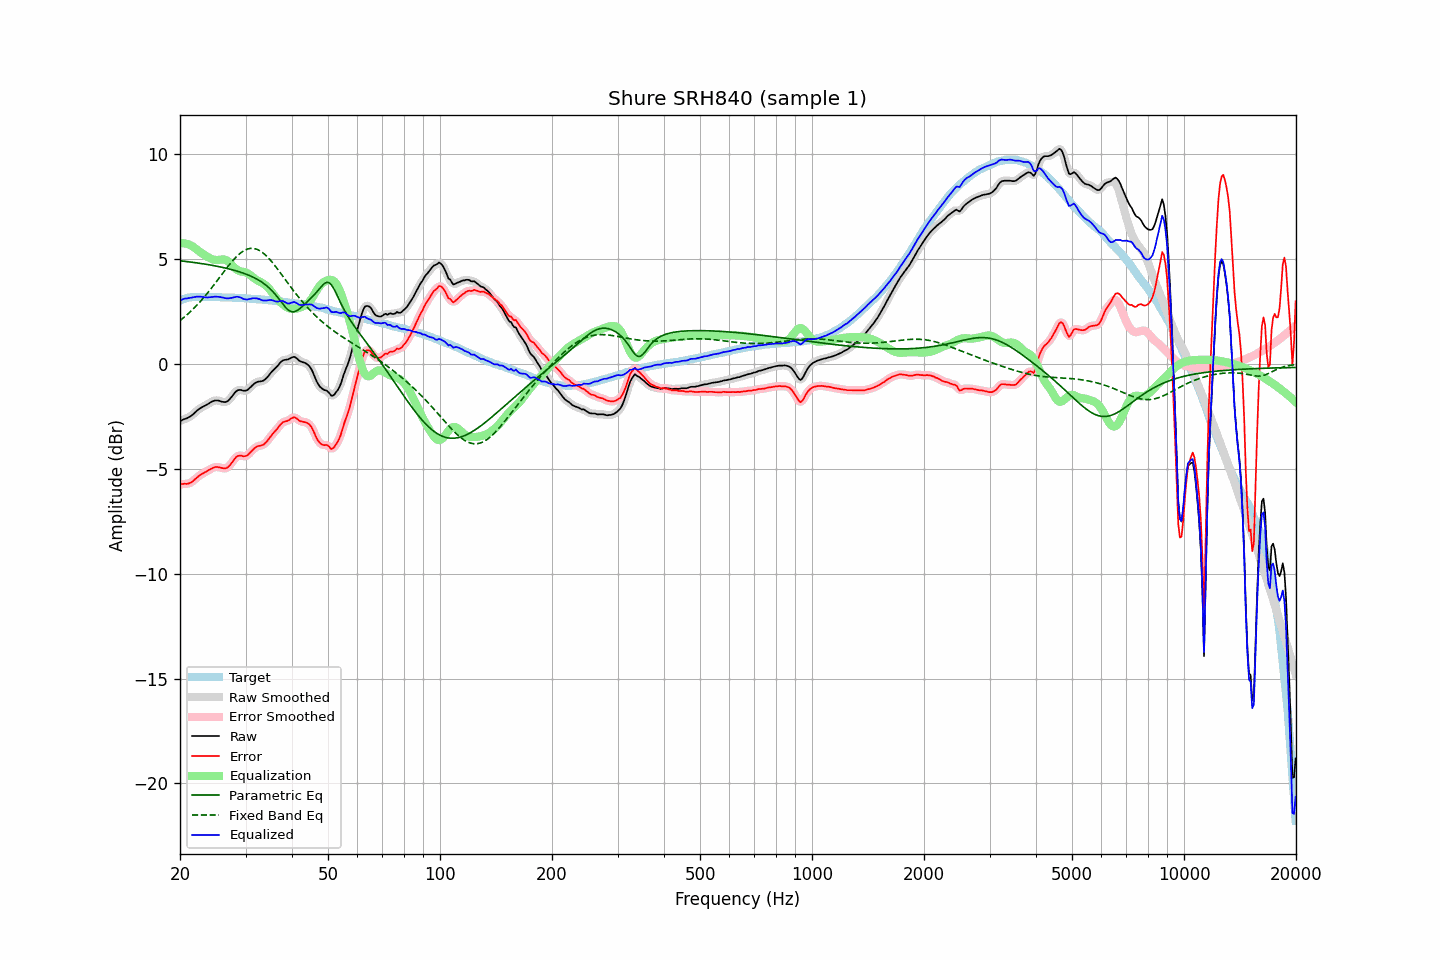 Shure SRH840 (sample 1)
Amplitude (dBr)
10
5
0
−5
−10
−15
−20
Target
Raw Smoothed
Error Smoothed
Raw
Error
Equalization
Parametric Eq
Fixed Band Eq
Equalized
20 50 100 200 500 1000 2000 5000 10000 20000
Frequency (Hz)